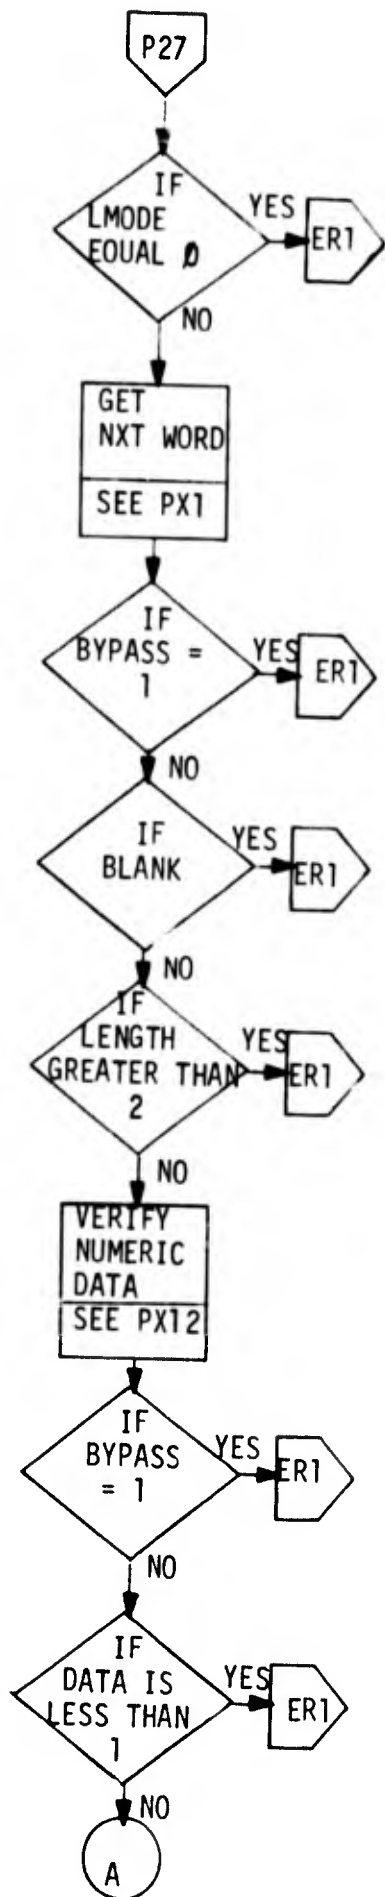 P27
IF
LMODE
EQUAL Ø
YES
ER1
NO
GET
NXT WORD
SEE PX1
IF
BYPASS =
1
YES
ER1
NO
IF
BLANK
YES
ER1
NO
IF
LENGTH
GREATER THAN
2
YES
ER1
NO
VERIFY
NUMERIC
DATA
SEE PX12
IF
BYPASS
= 1
YES
ER1
NO
IF
DATA IS
LESS THAN
1
YES
ER1
NO
A